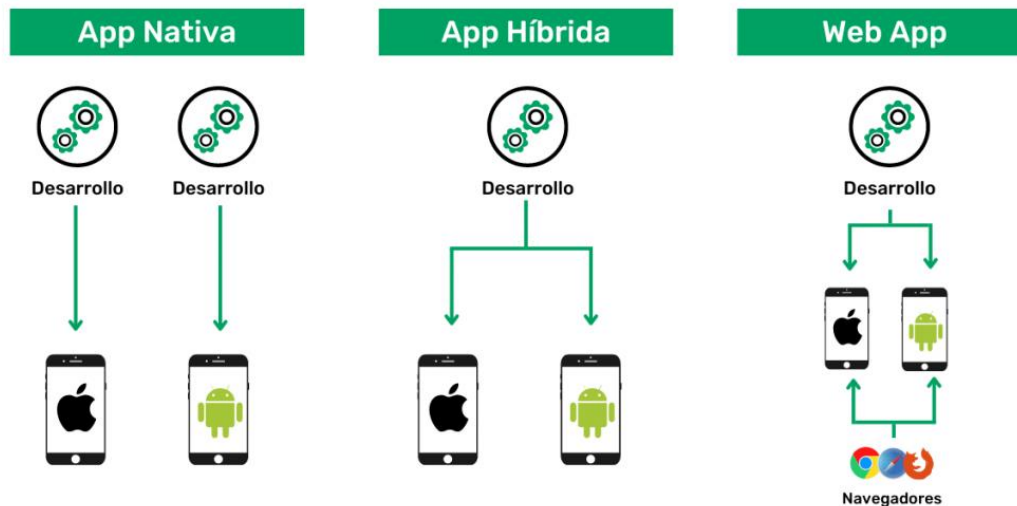 App Nativa
App Híbrida
Web App
Desarrollo
Desarrollo
Desarrollo
Desarrollo
Navegadores